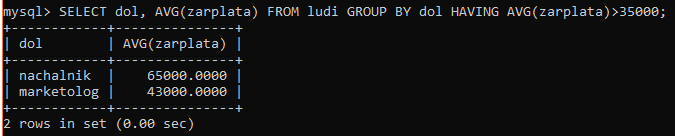 mysql> SELECT dol, AVG(zarplata) FROM ludi GROUP BY dol HAVING AVG(zarplata)>35000;
+------------+---------------+
| dol        | AVG(zarplata) |
+------------+---------------+
| nachalnik  |    65000.0000 |
| marketolog |    43000.0000 |
+------------+---------------+
2 rows in set (0.00 sec)